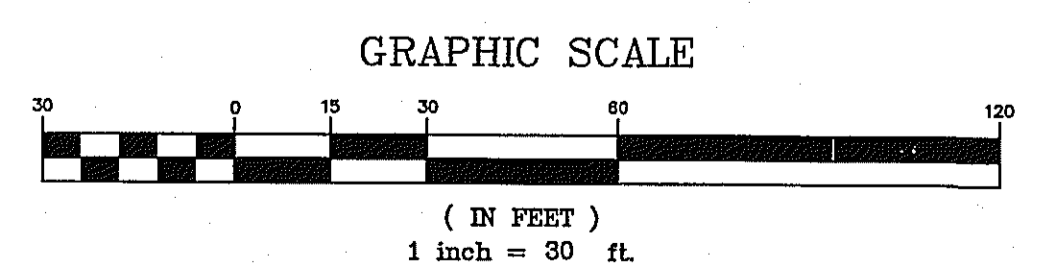 GRAPHIC SCALE
30 0 15 30 60 120
( IN FEET )
1 inch = 30 ft.